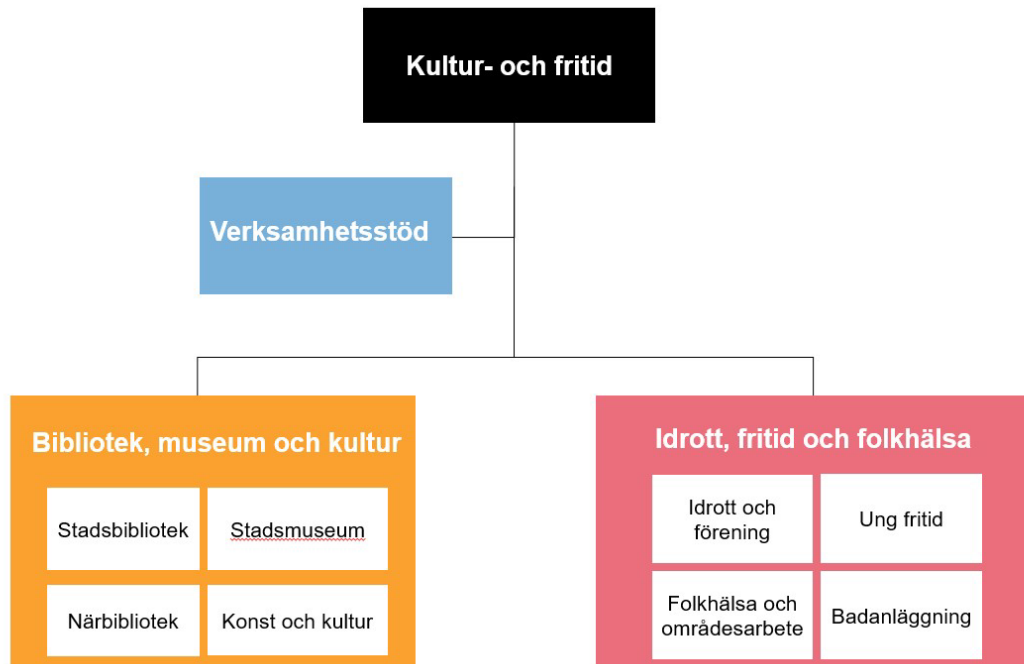 Kultur- och fritid
Verksamhetsstöd
Bibliotek, museum och kultur
Stadsbibliotek
Stadsmuseum
Närbibliotek
Konst och kultur
Idrott, fritid och folkhälsa
Idrott och
förening
Ung fritid
Folkhälsa och
områdesarbete
Badanläggning